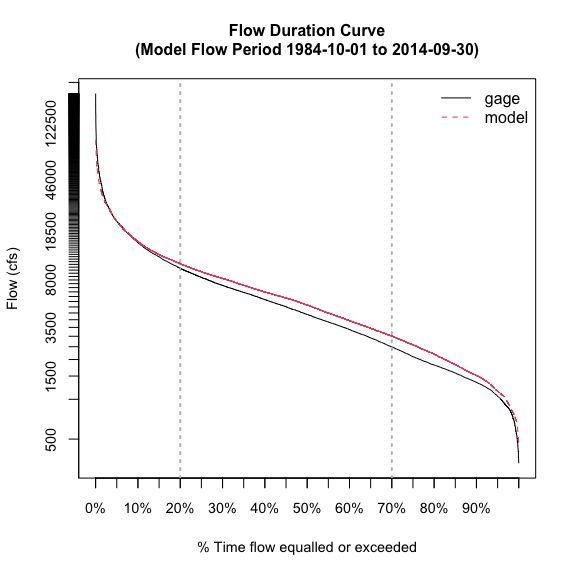 Flow Duration Curve
(Model Flow Period 1984-10-01 to 2014-09-30)
gage
model
Flow (cfs)
122500
46000
18500
8000
3500
1500
500
0% 10% 20% 30% 40% 50% 60% 70% 80% 90%
% Time flow equalled or exceeded